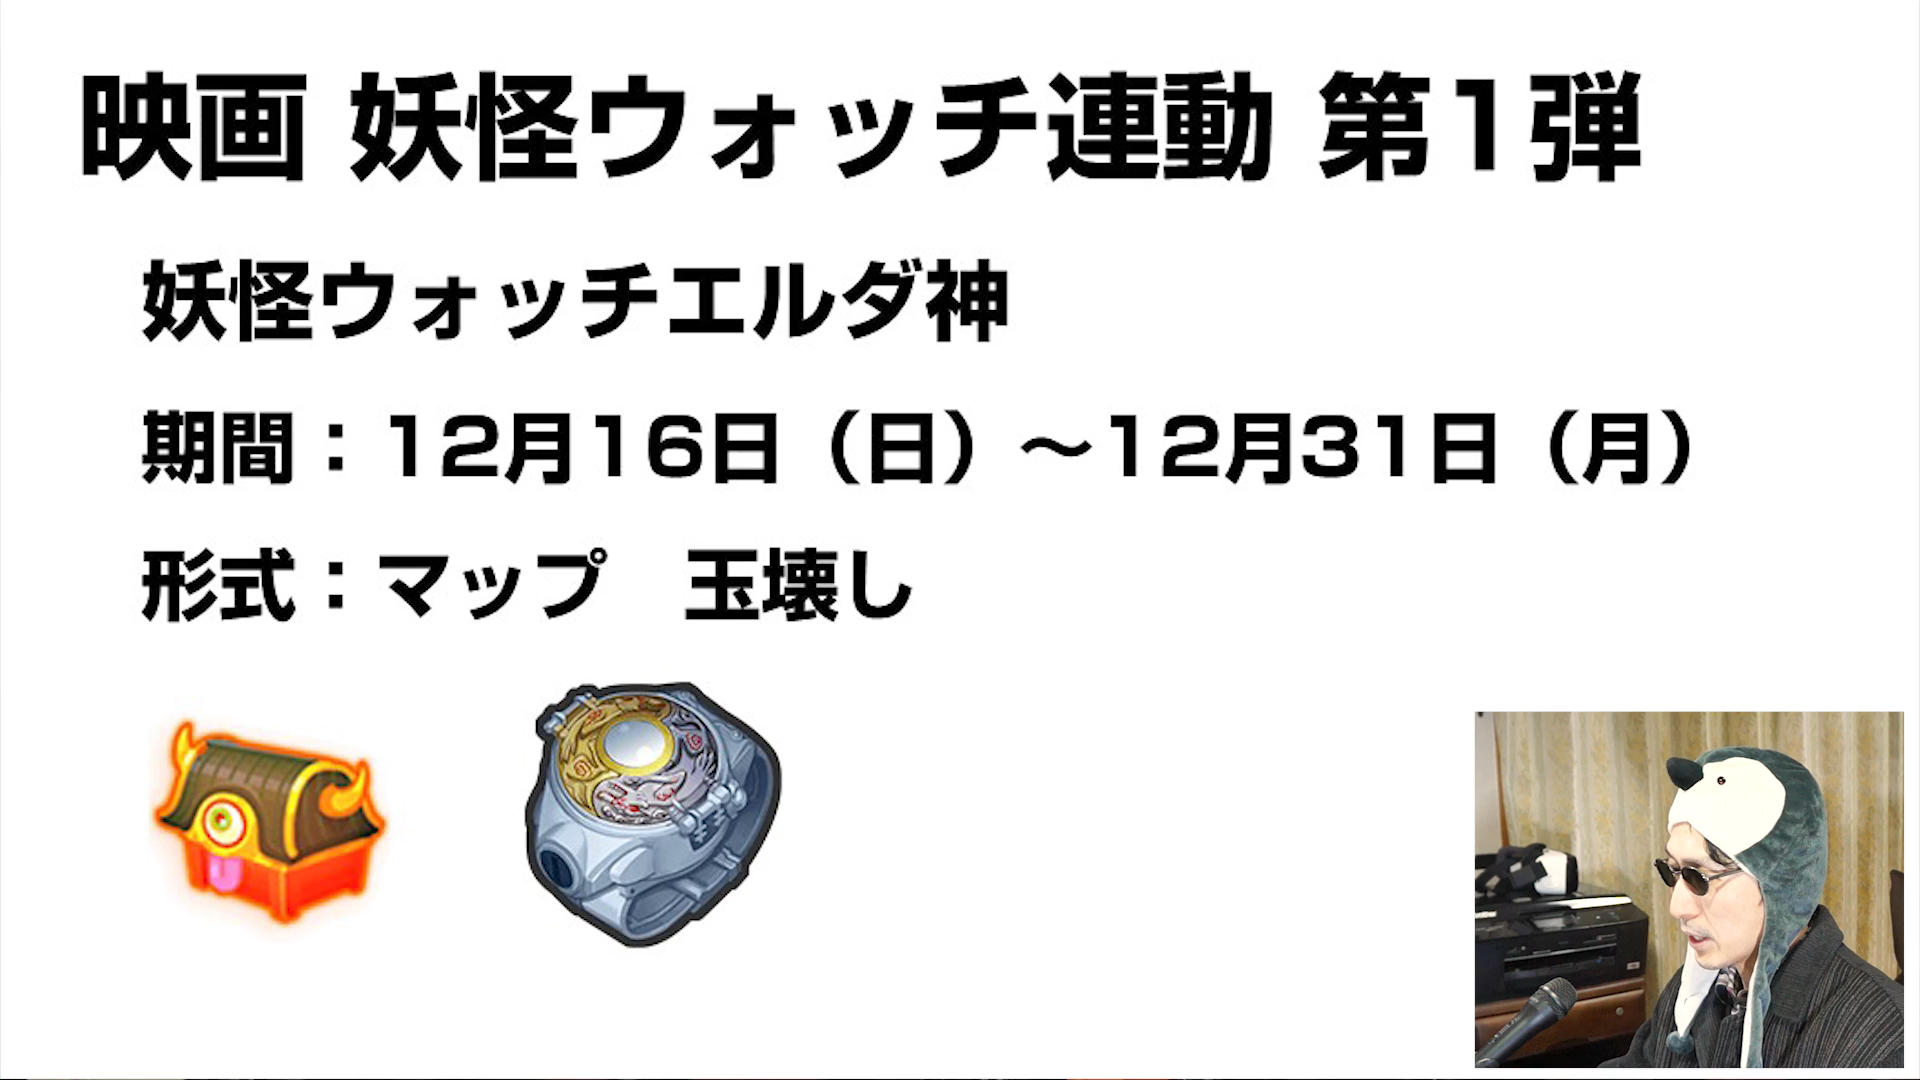 映画 妖怪ウォッチ連動 第1弾
妖怪ウォッチエルダ神
期間：12月16日（日）～12月31日（月）
形式：マップ　玉壊し